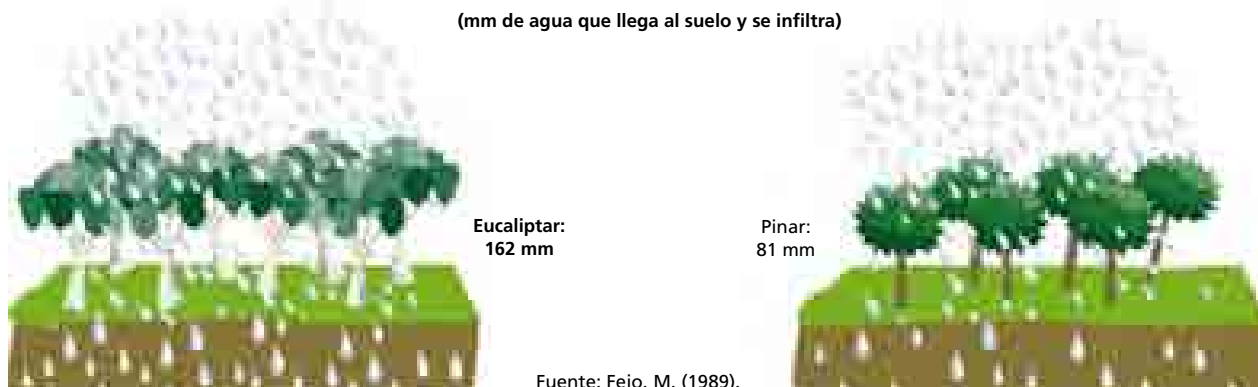 (mm de agua que llega al suelo y se infiltra)
Eucaliptar:
162 mm
Pinar:
81 mm
Fuente: Feio, M. (1989).